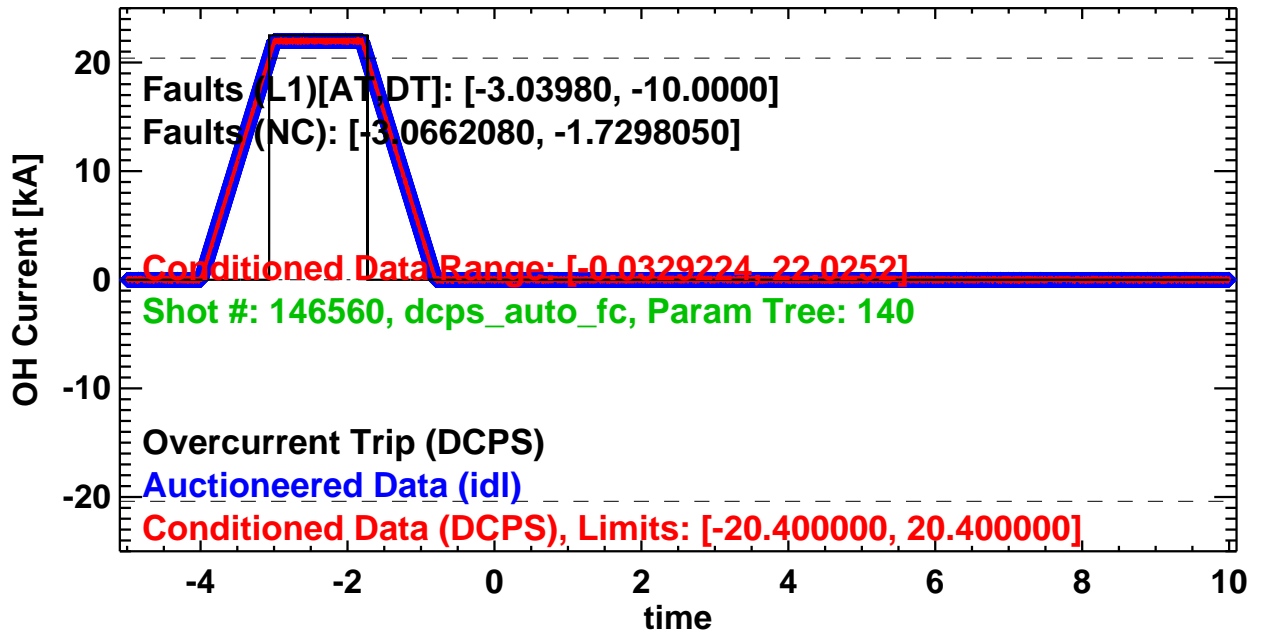 20
10
0
-10
-20
OH Current [kA]
Faults (L1)[AT,DT]: [-3.03980, -10.0000]
Faults (NC): [-3.0662080, -1.7298050]
Conditioned Data Range: [-0.0329224, 22.0252]
Shot #: 146560, dcps_auto_fc, Param Tree: 140
Overcurrent Trip (DCPS)
Auctioneered Data (idl)
Conditioned Data (DCPS), Limits: [-20.400000, 20.400000]
-4 -2 0 2 4 6 8 10
time